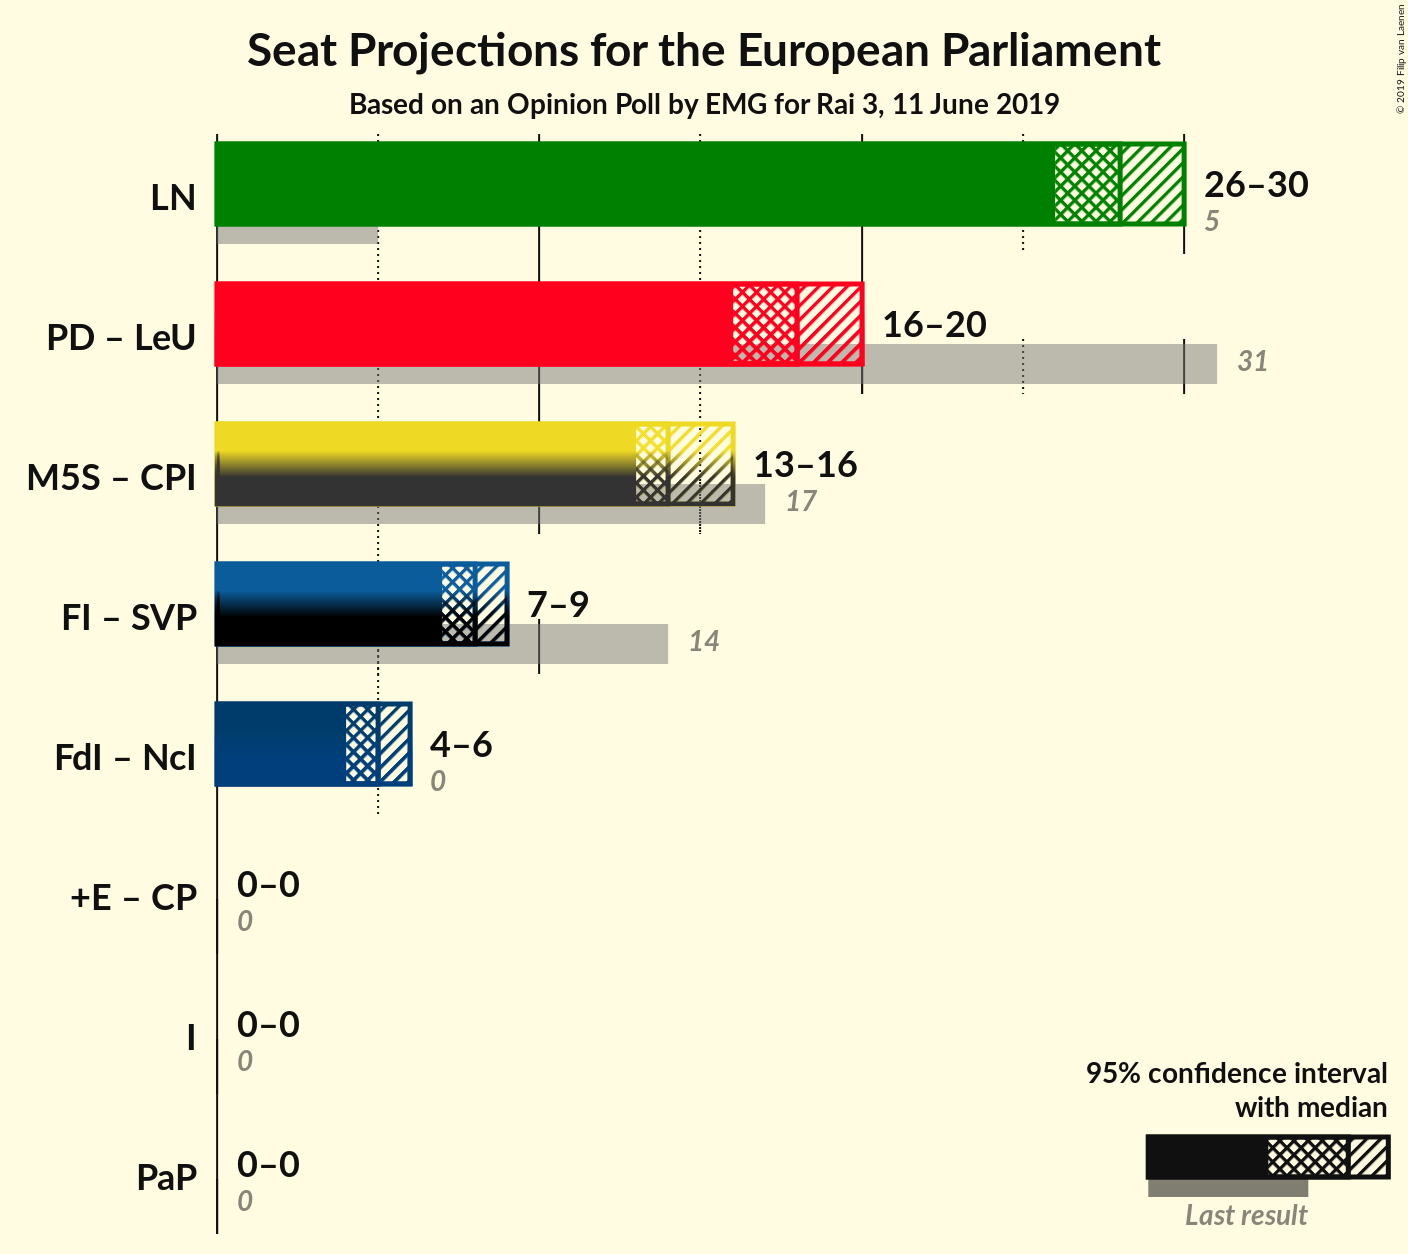 Seat Projections for the European Parliament
Based on an Opinion Poll by EMG for Rai 3, 11 June 2019
© 2019 Filip van Laenen
LN
26–30
5
PD – LeU
16–20
31
M5S – CPI
13–16
17
FI – SVP
7–9
14
FdI – NcI
4–6
0
+E – CP
0–0
0
I
0–0
0
PaP
0–0
0
95% confidence interval
with median
Last result